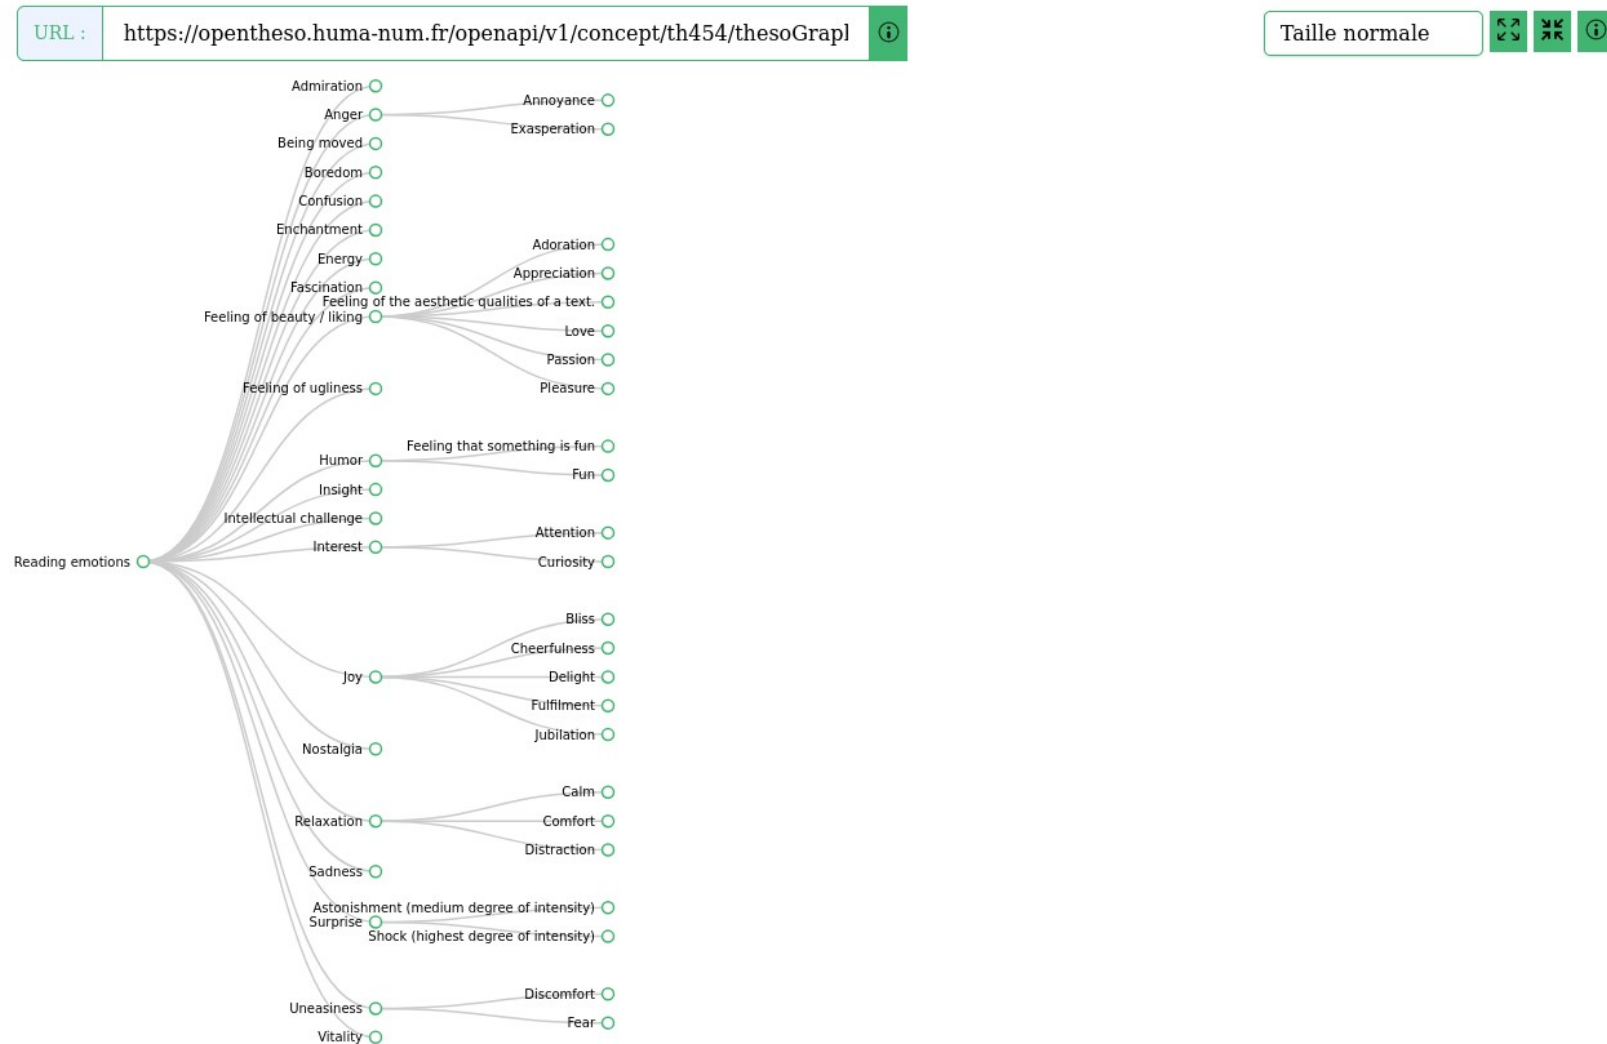 URL :
https://opentheso.huma-num.fr/openapi/v1/concept/th454/thesoGrapl
Taille normale
Admiration
Anger
Annoyance
Exasperation
Being moved
Boredom
Confusion
Enchantment
Energy
Fascination
Feeling of beauty / liking
Adoration
Appreciation
Feeling of the aesthetic qualities of a text.
Love
Passion
Pleasure
Feeling of ugliness
Humor
Feeling that something is fun
Fun
Insight
Intellectual challenge
Interest
Attention
Curiosity
Reading emotions
Joy
Bliss
Cheerfulness
Delight
Fulfilment
Jubilation
Nostalgia
Relaxation
Calm
Comfort
Distraction
Sadness
Surprise
Astonishment (medium degree of intensity)
Shock (highest degree of intensity)
Uneasiness
Discomfort
Fear
Vitality